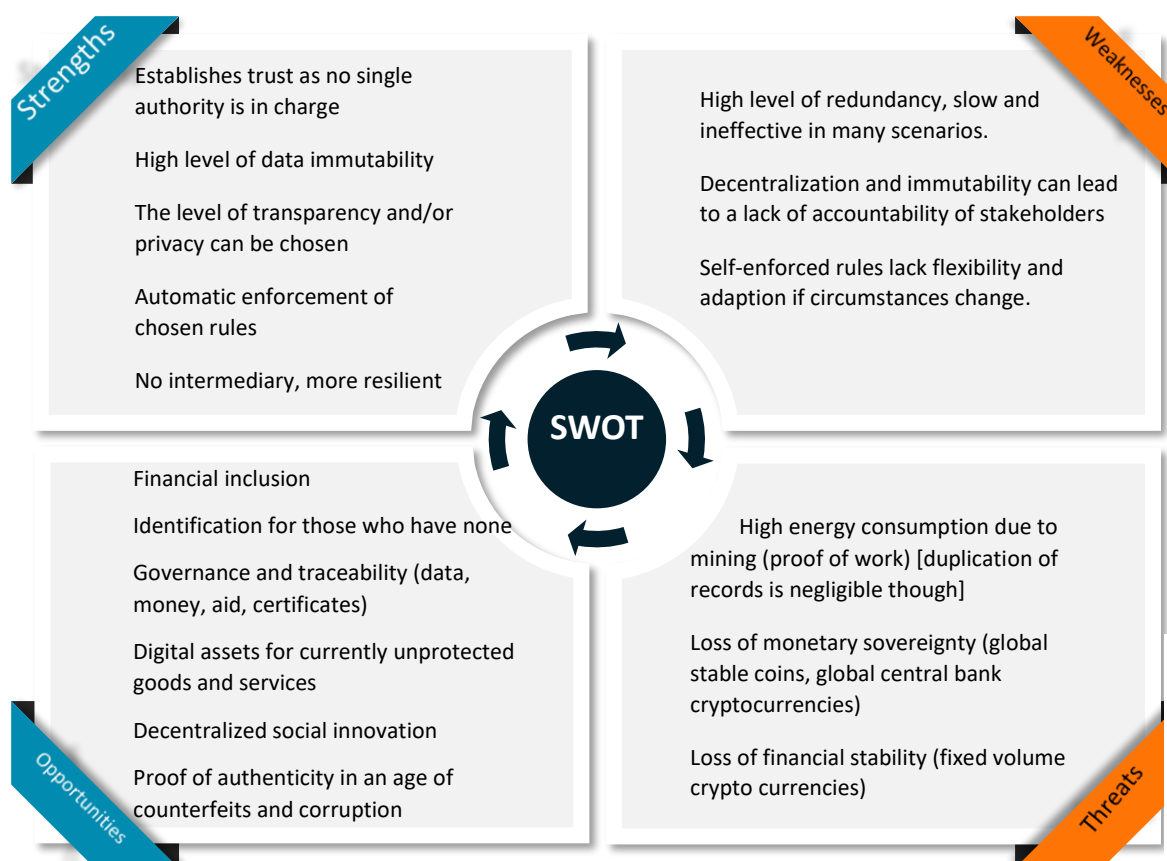 Strengths
Establishes trust as no single
authority is in charge
High level of data immutability
The level of transparency and/or
privacy can be chosen
Automatic enforcement of
chosen rules
No intermediary, more resilient
Weaknesses
High level of redundancy, slow and
ineffective in many scenarios.
Decentralization and immutability can lead
to a lack of accountability of stakeholders
Self-enforced rules lack flexibility and
adaption if circumstances change.
SWOT
Financial inclusion
Identification for those who have none
Governance and traceability (data,
money, aid, certificates)
Digital assets for currently unprotected
goods and services
Decentralized social innovation
Proof of authenticity in an age of
counterfeits and corruption
Opportunities
High energy consumption due to
mining (proof of work) [duplication of
records is negligible though]
Loss of monetary sovereignty (global
stable coins, global central bank
cryptocurrencies)
Loss of financial stability (fixed volume
crypto currencies)
Threats